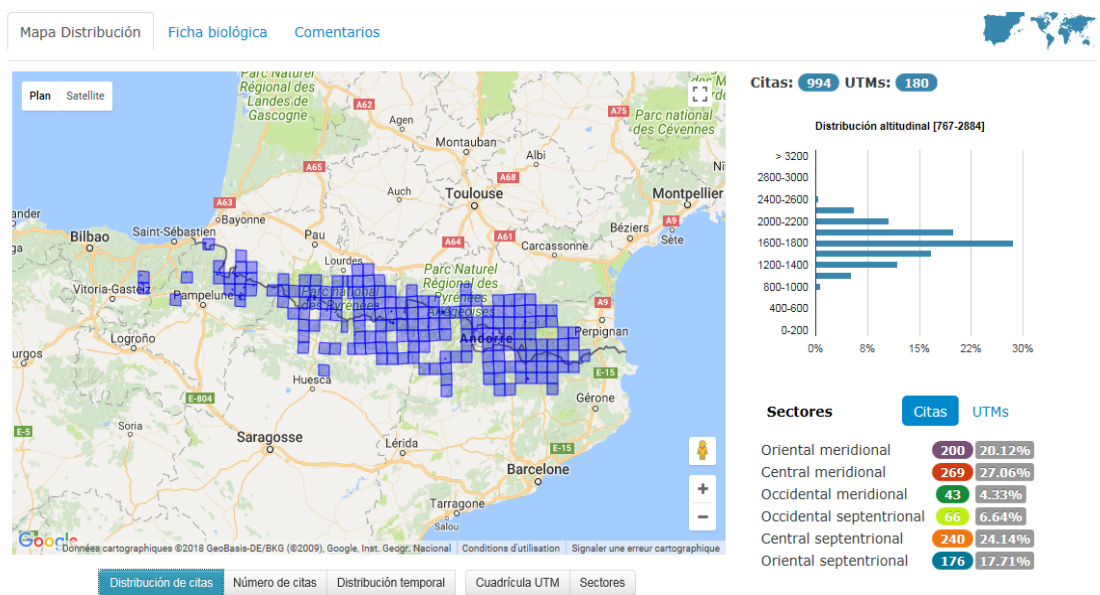 Mapa Distribución
Ficha biológica
Comentarios
Plan
Satellite
Parc Naturel
Régional des
Landes de
Gascogne
A62
Agen
A75
Parc national
des Cévennes
Montauban
Albi
A65
A68
Auch
Toulouse
Montpellier
A63
Bayonne
Bilbao
Saint-Sébastien
Pau
A64
A61
Carcassonne
Béziers
A9
Sète
Lourdes
Vitoria-Gasteiz
Pampelune
Parc national
des Pyrénées
Parc Naturel
Régional des
Pyrénées
Ariégeoises
A9
Perpignan
Logroño
Andorre
Huesca
E-15
Gérone
E-804
Soria
E-5
Saragosse
Lérida
E-15
Barcelone
Tarragone
Salou
Google
Données cartographiques ©2018 GeoBasis-DE/BKG (©2009), Google, Inst. Geogr. Nacional
Conditions d'utilisation
Signaler une erreur cartographique
Distribución de citas
Número de citas
Distribución temporal
Cuadrícula UTM
Sectores
Citas: 994 UTMs: 180
Distribución altitudinal [767-2884]
> 3200
2800-3000
2400-2600
2000-2200
1600-1800
1200-1400
800-1000
400-600
0-200
0% 8% 15% 22% 30%
Sectores Citas UTMs
Oriental meridional 200 20.12%
Central meridional 269 27.06%
Occidental meridional 43 4.33%
Occidental septentrional 66 6.64%
Central septentrional 240 24.14%
Oriental septentrional 176 17.71%